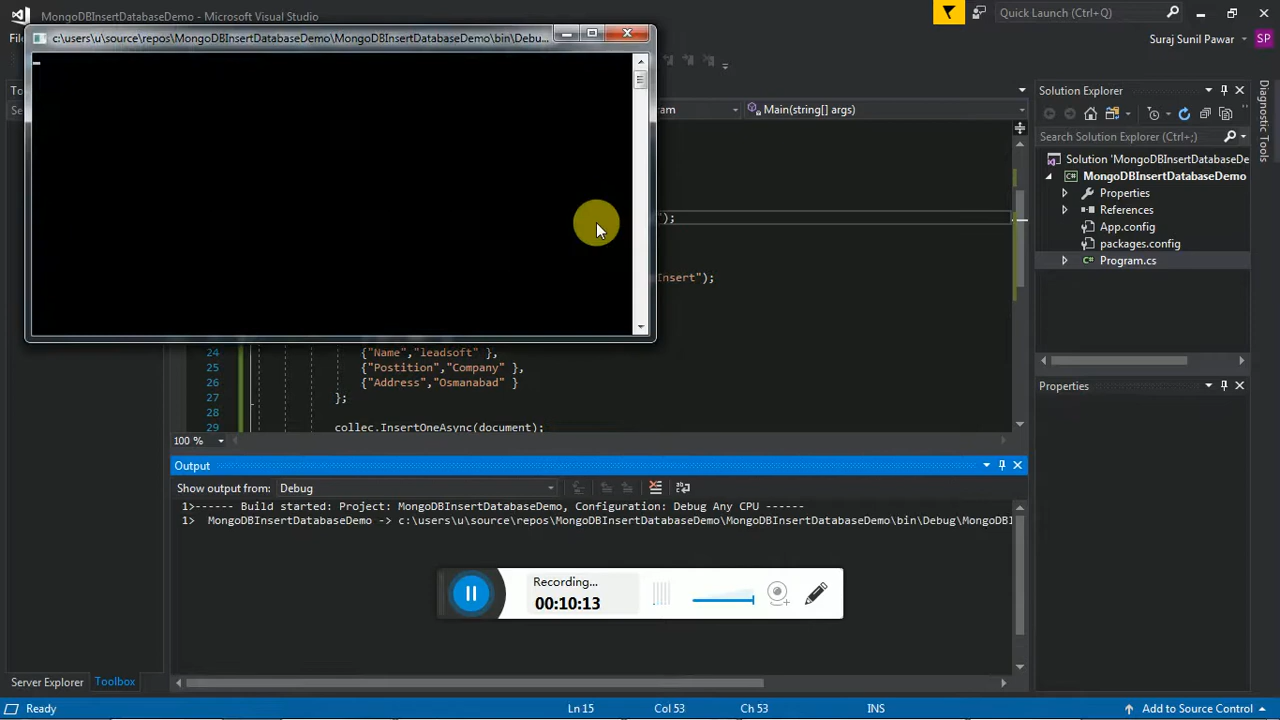 MongoDBInsertDatabaseDemo - Microsoft Visual Studio
Quick Launch (Ctrl+Q)
c:\users\u\source\repos\MongoDBInsertDatabaseDemo\MongoDBInsertDatabaseDemo\bin\Debu...
Suraj Sunil Pawar
SP
Solution Explorer
Main(string[] args)
Search Solution Explorer (Ctrl+;)
Diagnostic Tools
Solution 'MongoDBInsertDatabaseDe
MongoDBInsertDatabaseDemo
Properties
References
App.config
packages.config
Program.cs
");
Insert");
24 {"Name","leadsoft" },
25 {"Postition","Company" },
26 {"Address","Osmanabad" }
27 };
28
29 collec.InsertOneAsync(document);
100 %
Properties
Output
Show output from: Debug
1>------ Build started: Project: MongoDBInsertDatabaseDemo, Configuration: Debug Any CPU ------
1> MongoDBInsertDatabaseDemo -> c:\users\u\source\repos\MongoDBInsertDatabaseDemo\MongoDBInsertDatabaseDemo\bin\Debug\MongoDBI
Recording...
00:10:13
Server Explorer Toolbox
Ready Ln 15 Col 53 Ch 53 INS Add to Source Control